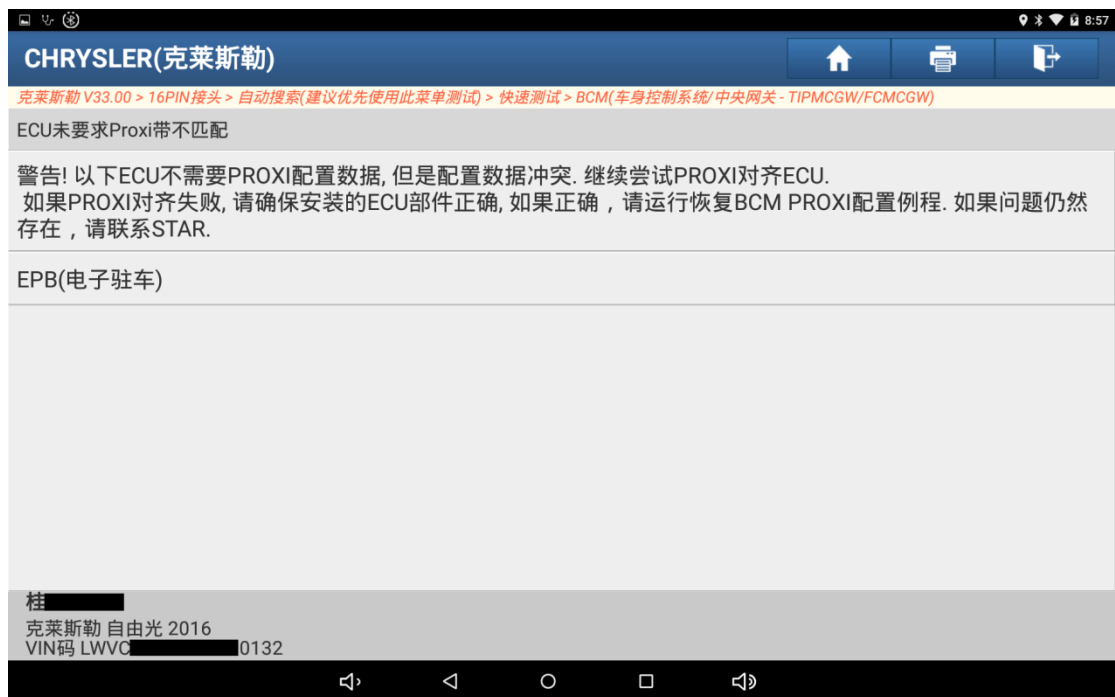 8:57
CHRYSLER(克莱斯勒)
克莱斯勒 V33.00 > 16PIN接头 > 自动搜索(建议优先使用此菜单测试) > 快速测试 > BCM(车身控制系统/中央网关 - TIPMCGW/FCMCGW)
ECU未要求Proxi带不匹配
警告! 以下ECU不需要PROXI配置数据, 但是配置数据冲突. 继续尝试PROXI对齐ECU.
如果PROXI对齐失败, 请确保安装的ECU部件正确, 如果正确，请运行恢复BCM PROXI配置例程. 如果问题仍然
存在，请联系STAR.
EPB(电子驻车)
桂
克莱斯勒 自由光 2016
VIN码 LWVC 0132